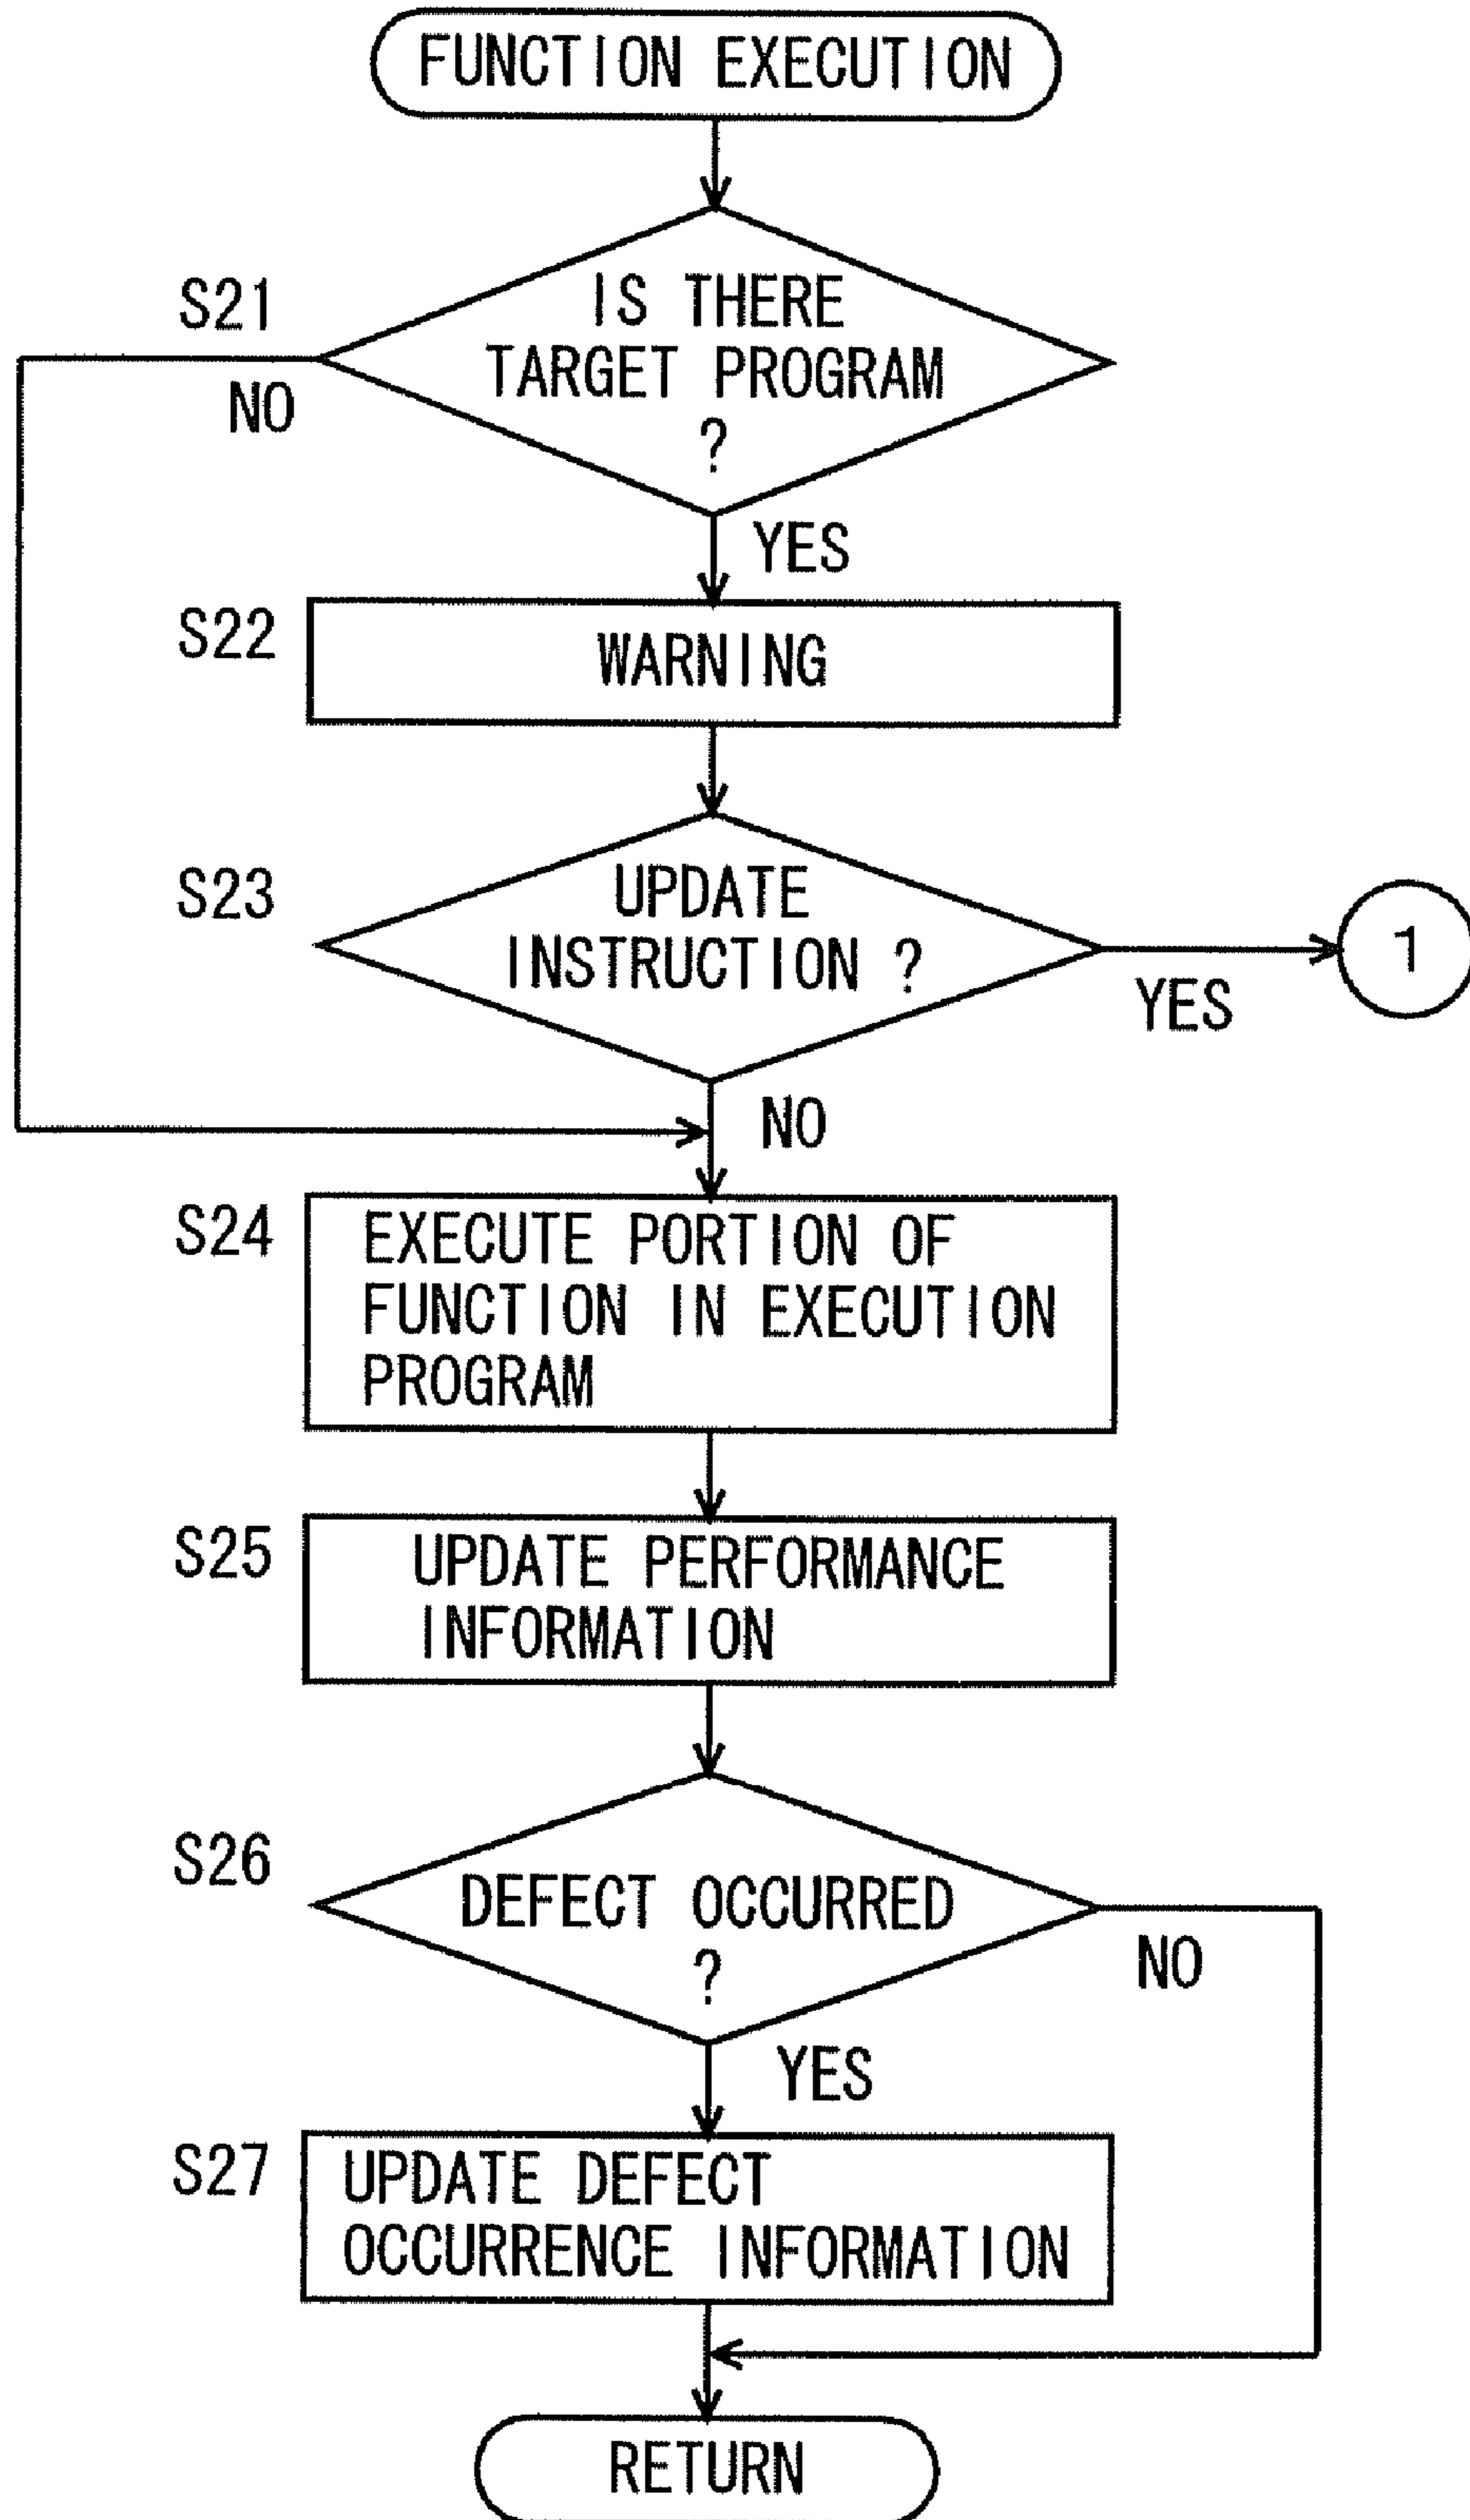 FUNCTION EXECUTION
S21
IS THERE
TARGET PROGRAM
?
NO
YES
S22
WARNING
S23
UPDATE
INSTRUCTION ?
YES
1
NO
S24
EXECUTE PORTION OF
FUNCTION IN EXECUTION
PROGRAM
S25
UPDATE PERFORMANCE
INFORMATION
S26
DEFECT OCCURRED
?
NO
YES
S27
UPDATE DEFECT
OCCURRENCE INFORMATION
RETURN